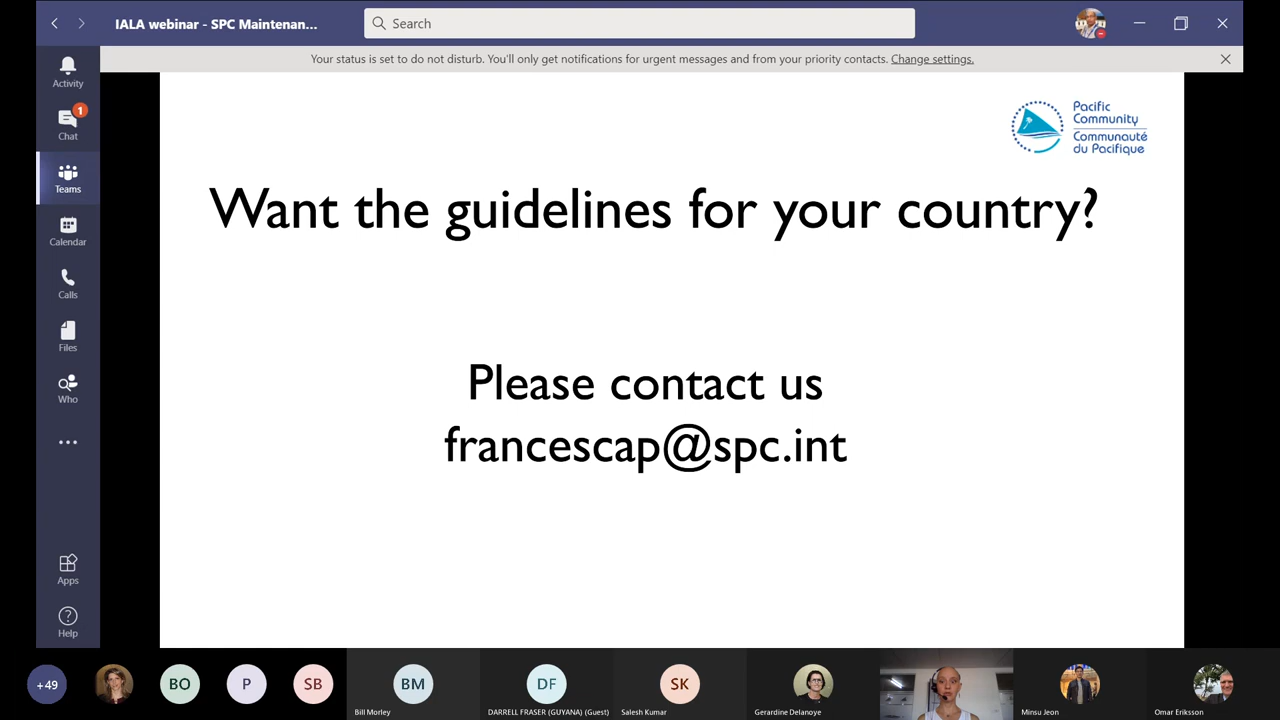 IALA webinar - SPC Maintenan...
Search
Your status is set to do not disturb. You'll only get notifications for urgent messages and from your priority contacts. Change settings.
Activity
1
Chat
Teams
Calendar
Calls
Files
Who
Apps
?
Help
Pacific
Community
Communauté
du Pacifique
Want the guidelines for your country?
Please contact us
francescap@spc.int
+49
BO
P
SB
BM
DF
SK
Bill Morley
DARRELL FRASER (GUYANA) (Guest)
Salesh Kumar
Gerardine Delanoye
Minsu Jeon
Omar Eriksson